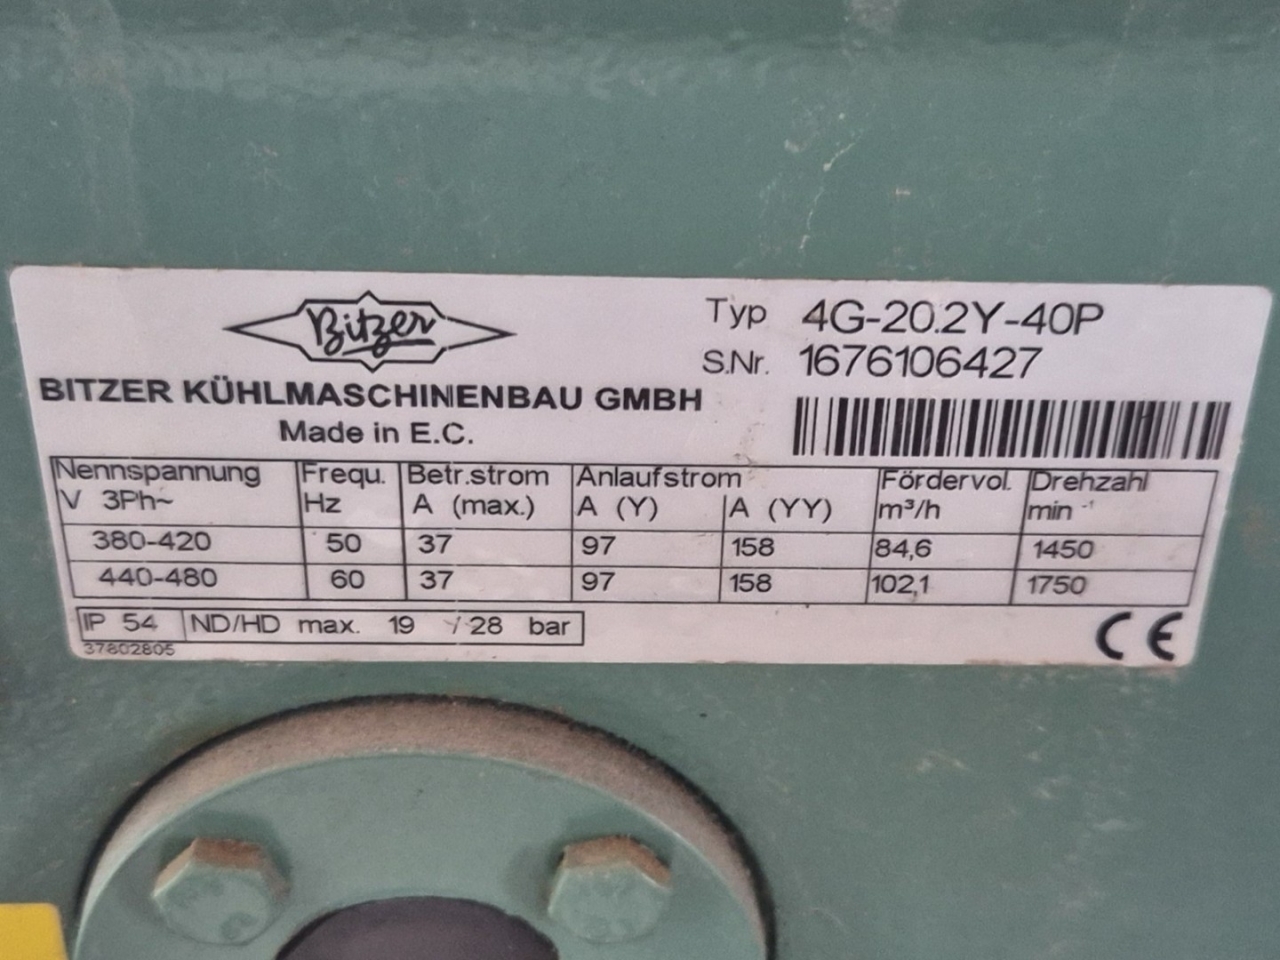 Bitzer
BITZER KÜHLMASCHINENBAU GMBH
Made in E.C.
Typ 4G-20.2Y-40P
S.Nr. 1676106427
Nennspannung Frequ. Betr.strom Anlaufstrom Fördervol. Drehzahl
V 3Ph~ Hz A (max.) A (Y) A (YY) m³/h min -1
380-420 50 37 97 158 84,6 1450
440-480 60 37 97 158 102,1 1750
IP 54 ND/HD max. 19 / 28 bar
37802805
CE